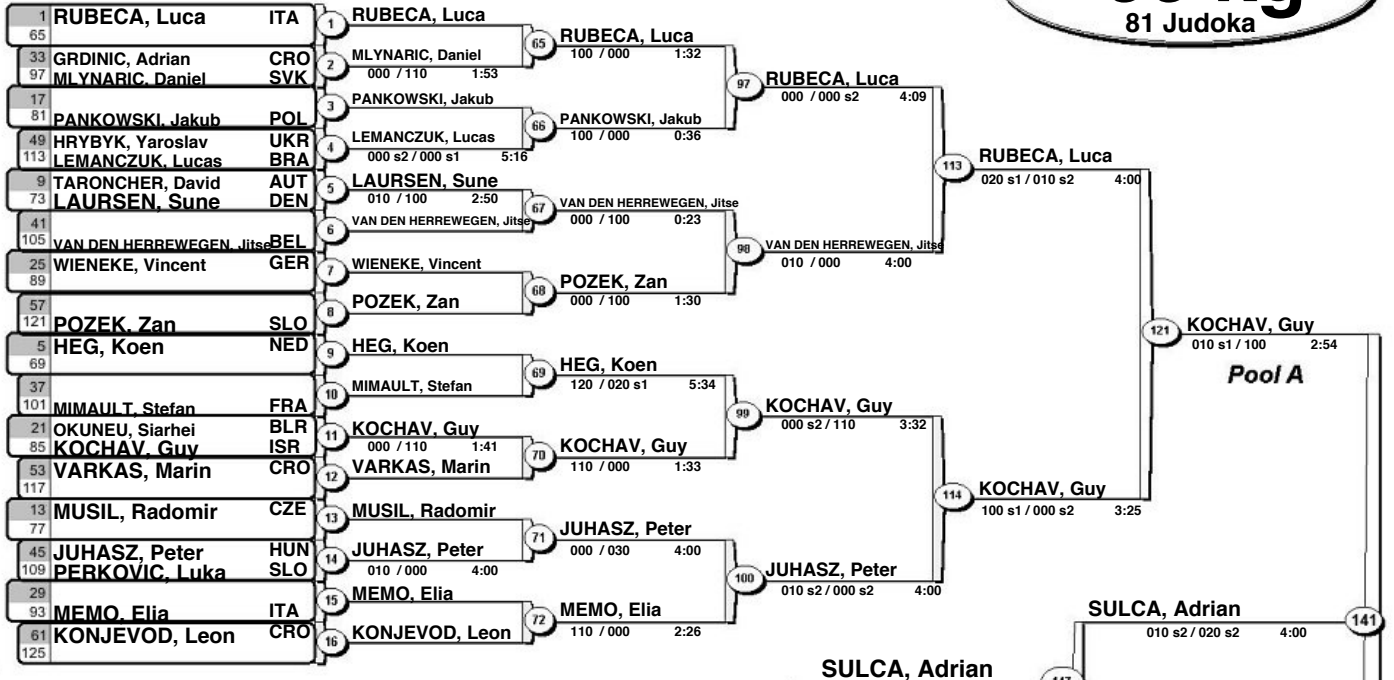 81 Judoka
1 RUBECA, Luca ITA
65
33 GRDINIC, Adrian CRO
97 MLYNARIC, Daniel SVK
17
81 PANKOWSKI, Jakub POL
49 HRYBYK, Yaroslav UKR
113 LEMANCZUK, Lucas BRA
9 TARONCHER, David AUT
73 LAURSEN, Sune DEN
41
105 VAN DEN HERREWEGEN, Jitse BEL
25 WIENEKE, Vincent GER
89
57
121 POZEK, Zan SLO
5 HEG, Koen NED
69
37
101 MIMAULT, Stefan FRA
21 OKUNEU, Siarhei BLR
85 KOCHAV, Guy ISR
53 VARKAS, Marin CRO
117
13 MUSIL, Radomir CZE
77
45 JUHASZ, Peter HUN
109 PERKOVIC, Luka SLO
29
93 MEMO, Elia ITA
61 KONJEVOD, Leon CRO
125
1 RUBECA, Luca
2 MLYNARIC, Daniel
000 / 110 1:53
3 PANKOWSKI, Jakub
4 LEMANCZUK, Lucas
000 s2 / 000 s1 5:16
5 LAURSEN, Sune
010 / 100 2:50
6 VAN DEN HERREWEGEN, Jitse
7 WIENEKE, Vincent
8 POZEK, Zan
9 HEG, Koen
10 MIMAULT, Stefan
11 KOCHAV, Guy
000 / 110 1:41
12 VARKAS, Marin
13 MUSIL, Radomir
14 JUHASZ, Peter
010 / 000 4:00
15 MEMO, Elia
16 KONJEVOD, Leon
65 RUBECA, Luca
100 / 000 1:32
66 PANKOWSKI, Jakub
100 / 000 0:36
67 VAN DEN HERREWEGEN, Jitse
000 / 100 0:23
68 POZEK, Zan
000 / 100 1:30
69 HEG, Koen
120 / 020 s1 5:34
70 KOCHAV, Guy
110 / 000 1:33
71 JUHASZ, Peter
000 / 030 4:00
72 MEMO, Elia
110 / 000 2:26
97 RUBECA, Luca
000 / 000 s2 4:09
98 VAN DEN HERREWEGEN, Jitse
010 / 000 4:00
99 KOCHAV, Guy
000 s2 / 110 3:32
100 JUHASZ, Peter
010 s2 / 000 s2 4:00
113 RUBECA, Luca
020 s1 / 010 s2 4:00
114 KOCHAV, Guy
100 s1 / 000 s2 3:25
121 KOCHAV, Guy
010 s1 / 100 2:54
Pool A
SULCA, Adrian 141
010 s2 / 020 s2 4:00
SULCA, Adrian